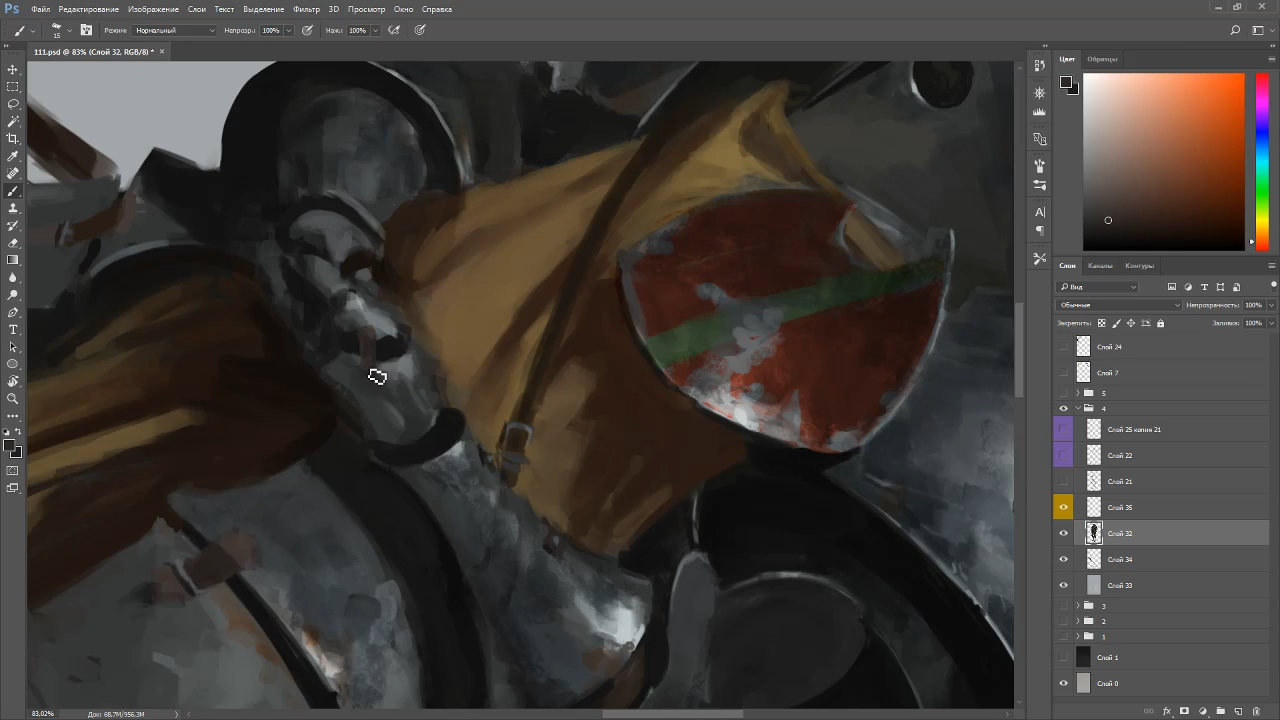 Ps Файл Редактирование Изображение Слои Текст Выделение Фильтр 3D Просмотр Окно Справка
15 Режим: Нормальный Непрозр.: 100% Наж.: 100%
111.psd @ 83% (Слой 32, RGB/8) * ×
Цвет Образцы
Слои Каналы Контуры
Вид
Обычные Непрозрачность: 100%
Закрепить: Заливка: 100%
Слой 24
Слой 7
5
4
Слой 25 копия 21
Слой 22
Слой 21
Слой 35
Слой 32
Слой 34
Слой 33
3
2
1
Слой 1
Слой 0
83,02% Док: 68,7M/956,3M